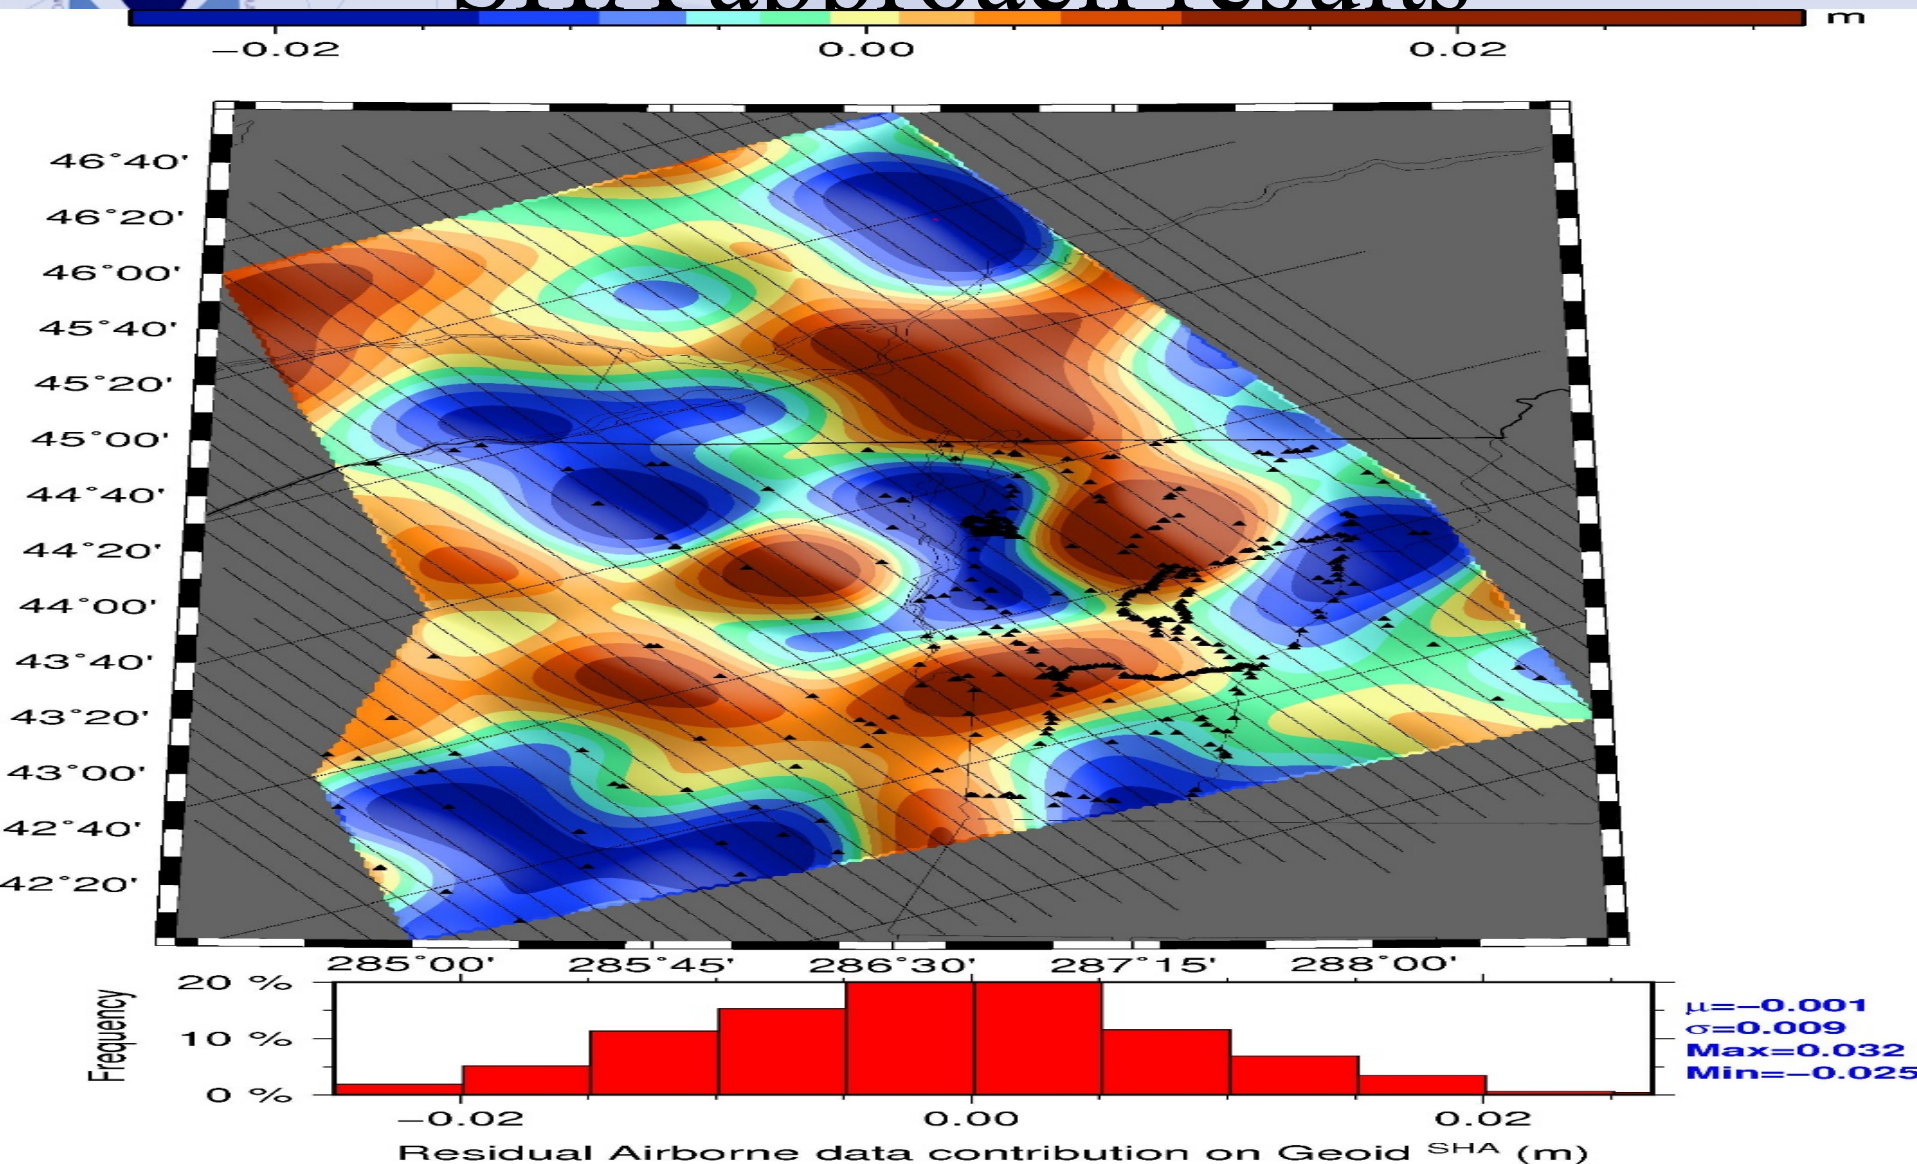 SHA approach results
m
−0.02 0.00 0.02
46°40'
46°20'
46°00'
45°40'
45°20'
45°00'
44°40'
44°20'
44°00'
43°40'
43°20'
43°00'
42°40'
42°20'
285°00' 285°45' 286°30' 287°15' 288°00'
Frequency
20 %
10 %
0 %
−0.02 0.00 0.02
μ=−0.001
σ=0.009
Max=0.032
Min=−0.025
Residual Airborne data contribution on Geoid SHA (m)